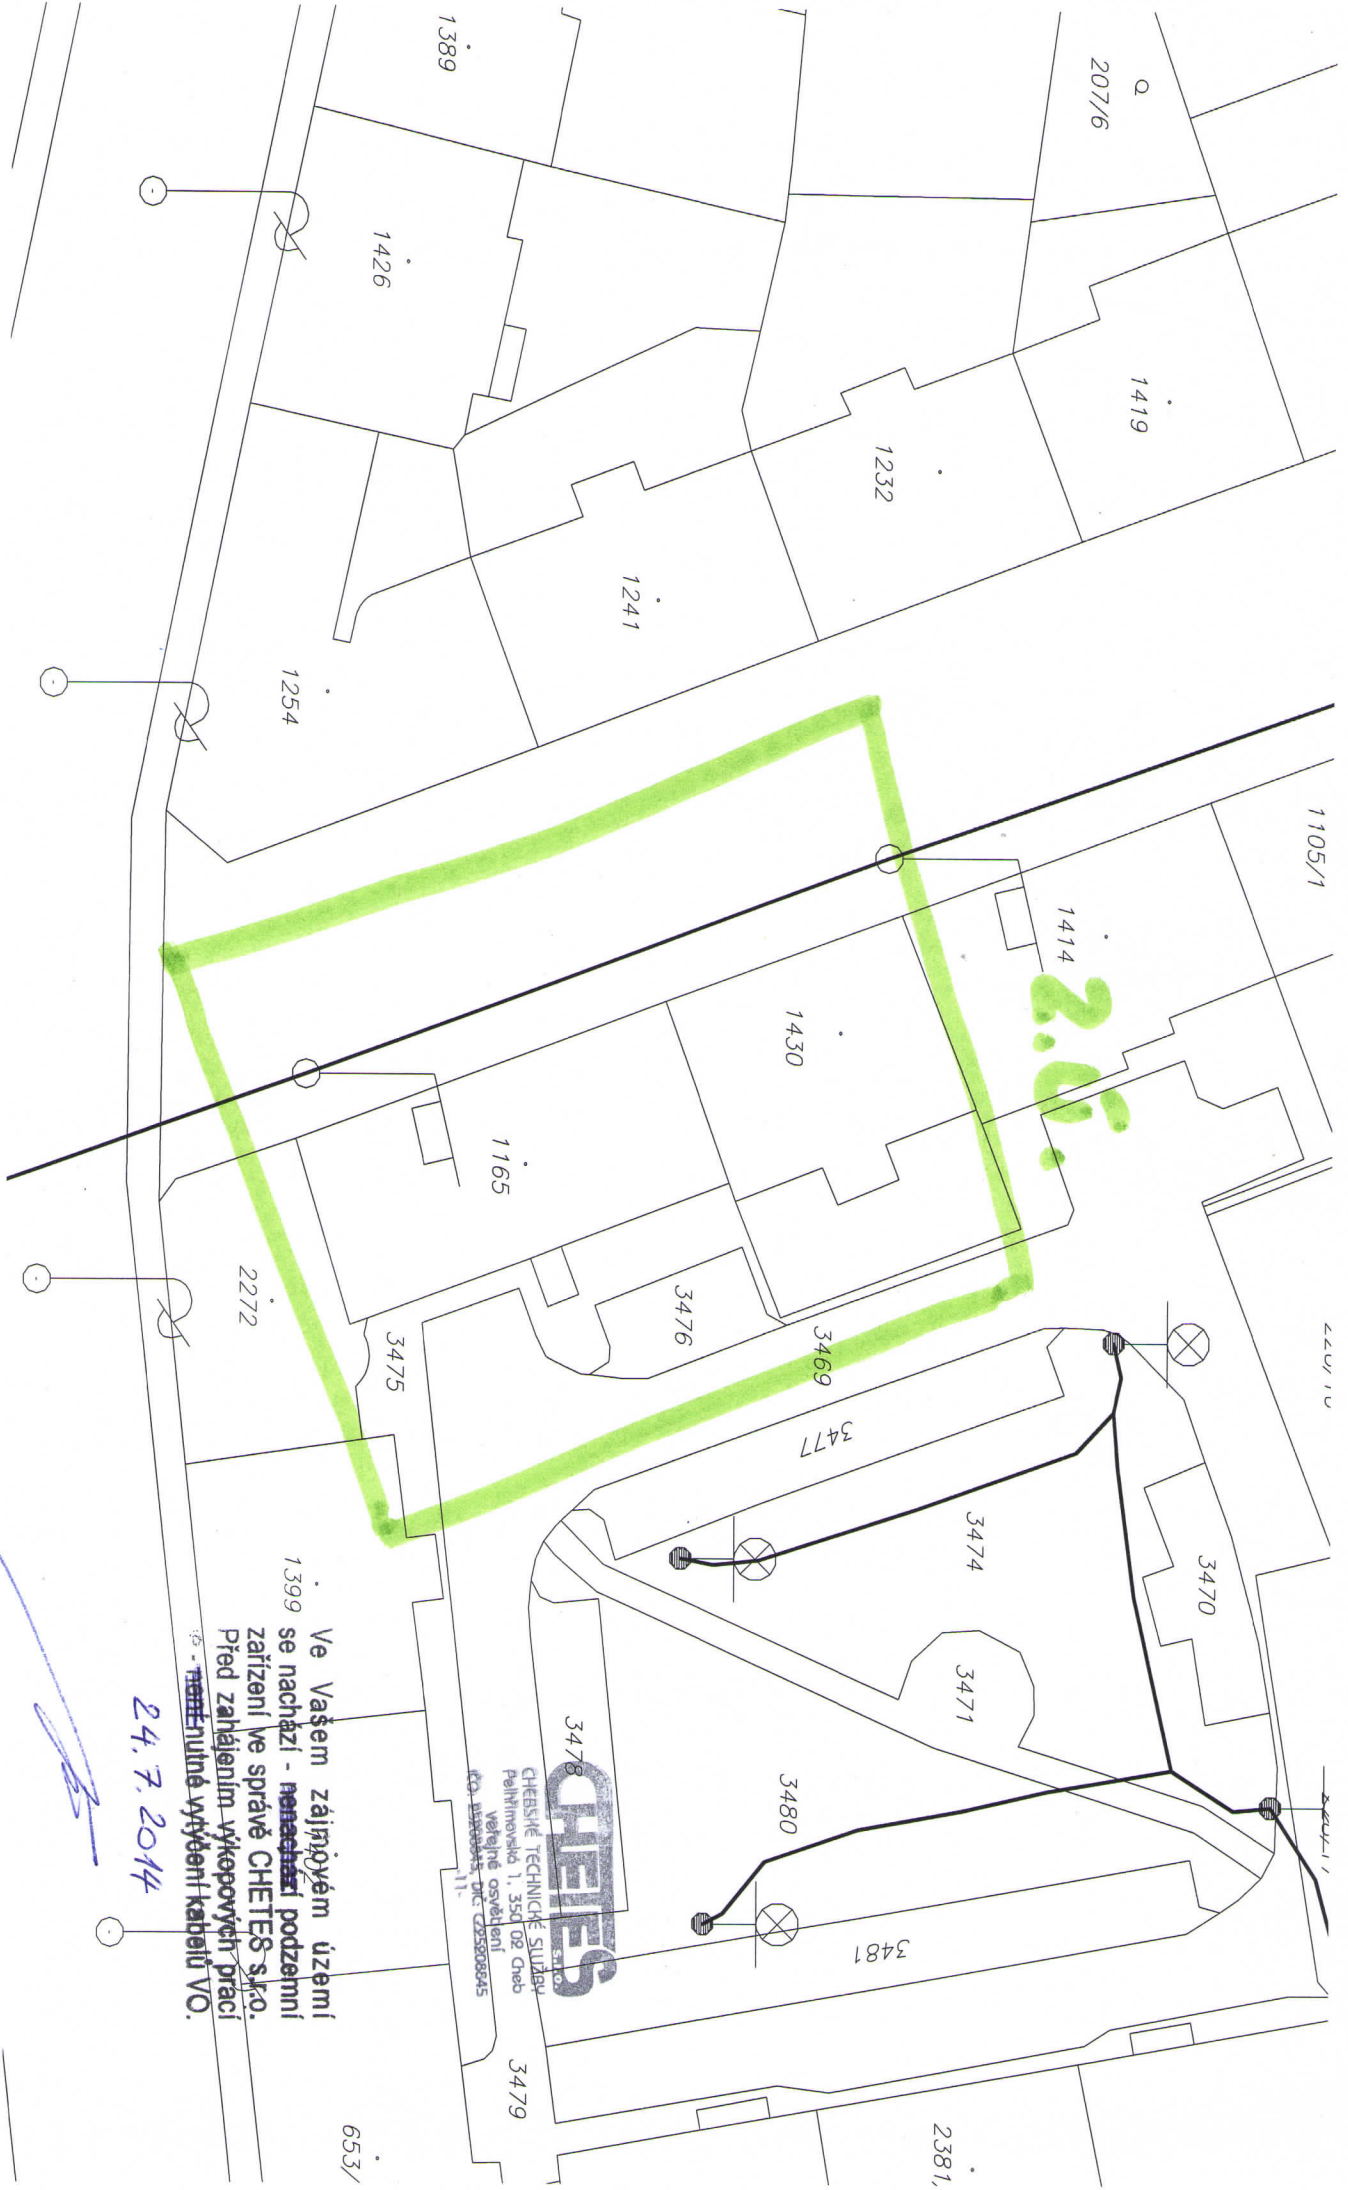 1389
207/6
1426
1419
1232
1241
1254
1105/1
1414
Z.Ú.
1430
1165
2272
3476
3475
3469
3477
3474
3470
3471
3478
3480
3481
3479
1399
653/
2381,
CHETES s.r.o.
CHEBSKÉ TECHNICKÉ SLUŽBY
Pelhřimovská 1, 350 02 Cheb
Veřejné osvětlení
-11-
Ve Vašem zájmovém území
se nachází - nenachází podzemní
zařízení ve správě CHETES s.r.o.
Před zahájením výkopových prací
je - není nutné vytýčení kabelů VO.
24.7.2014